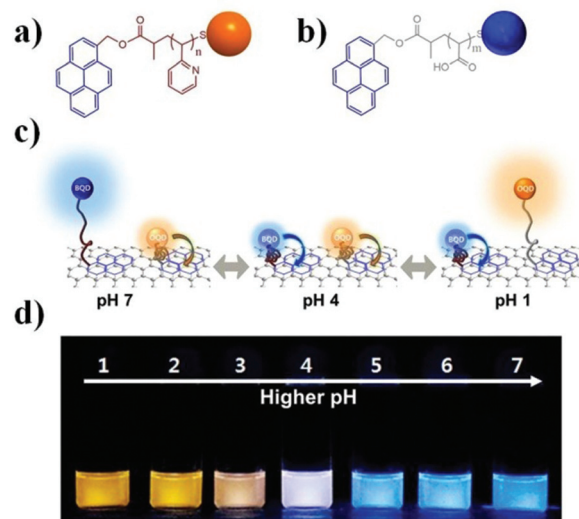 a)
b)
O
O
n
S
N
O
O
m
S
HO
O
c)
BQD
OQD
BQD
OQD
BQD
OQD
pH 7
pH 4
pH 1
d)
1 2 3 4 5 6 7
Higher pH